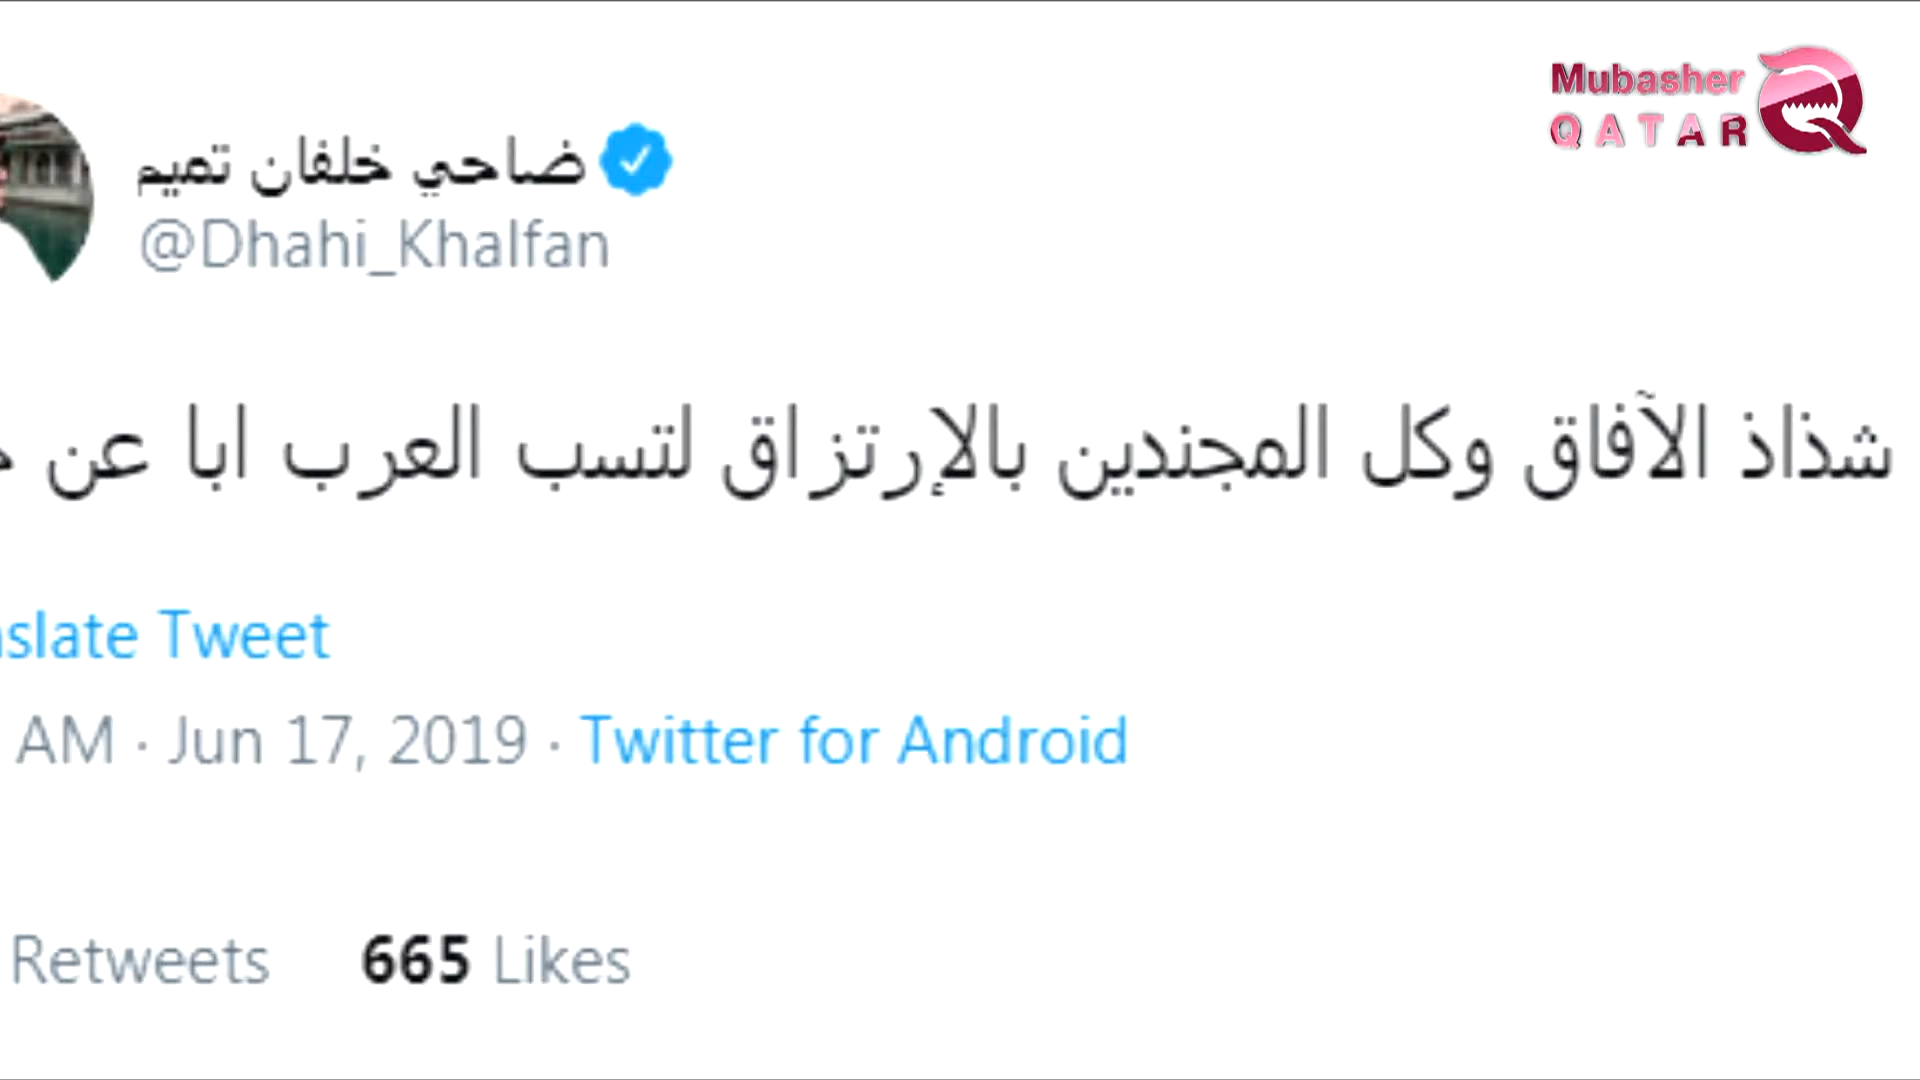 Mubasher
QATAR
ضاحي خلفان تميم
@Dhahi_Khalfan
شذاذ الآفاق وكل المجندين بالإرتزاق لتسب العرب ابا عن
Tweet
AM · Jun 17, 2019 · Twitter for Android
Retweets 665 Likes